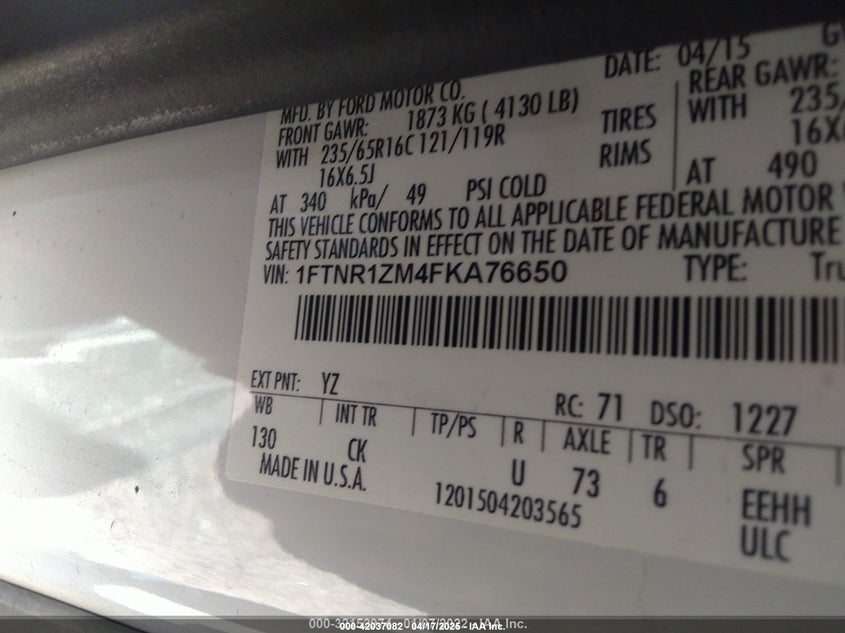 DATE: 04/15
MFD. BY FORD MOTOR CO.
FRONT GAWR: 1873 KG ( 4130 LB)
REAR GAWR:
WITH 235/65R16C 121/119R
TIRES
WITH 235/
16X6.5J
RIMS
16X6
AT 340 kPa/ 49 PSI COLD
AT 490
THIS VEHICLE CONFORMS TO ALL APPLICABLE FEDERAL MOTOR
SAFETY STANDARDS IN EFFECT ON THE DATE OF MANUFACTURE
VIN: 1FTNR1ZM4FKA76650 TYPE: Tru
EXT PNT: YZ RC: 71 DSO: 1227
WB INT TR TP/PS R AXLE TR SPR
130 CK U 73 6 EEHH
MADE IN U.S.A. 1201504203565 ULC
000-42037082 04/17/2025 IAA Inc.